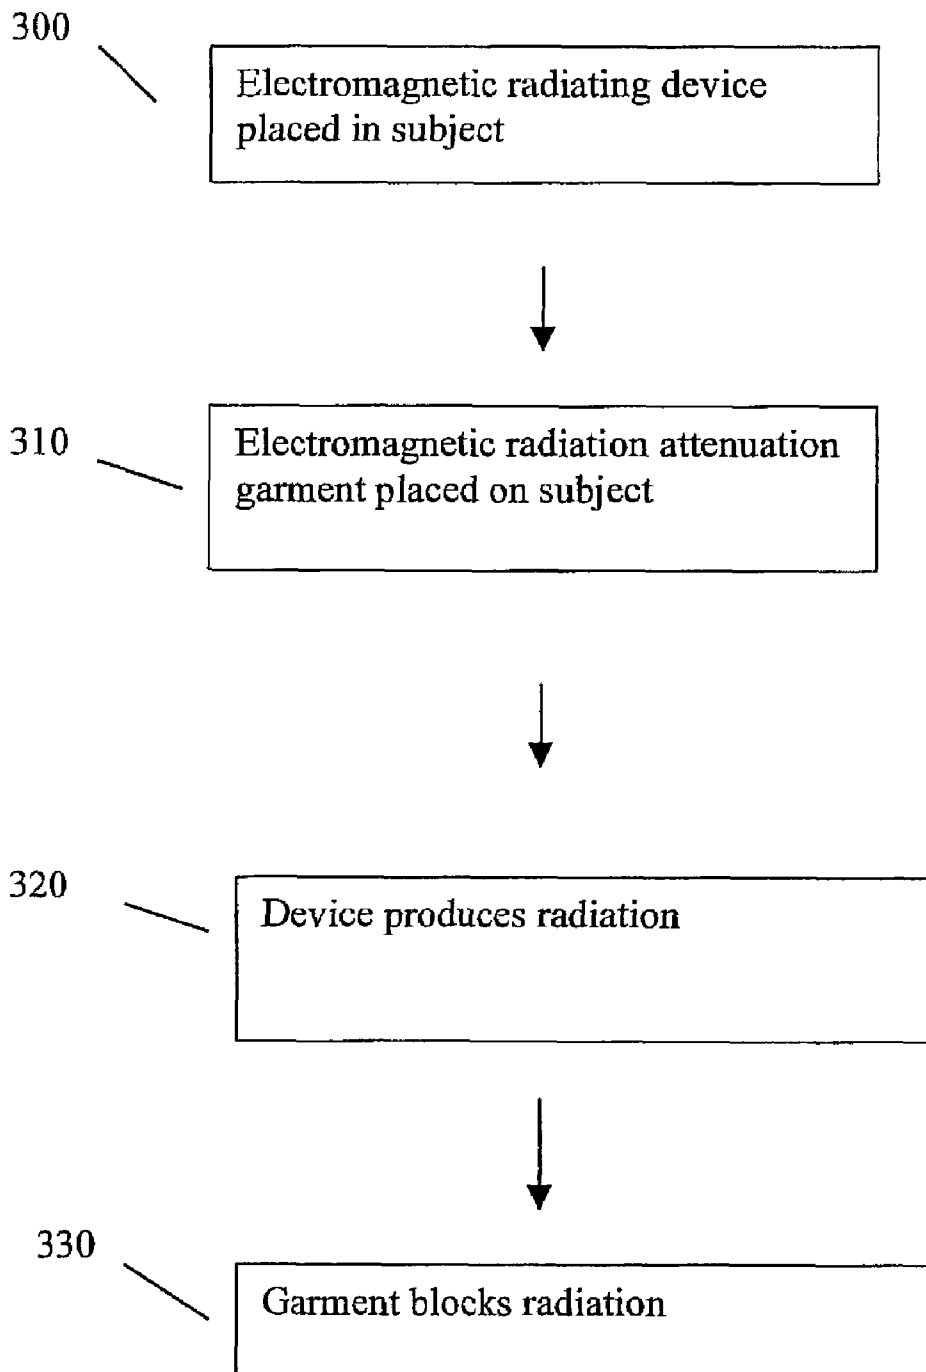 300
Electromagnetic radiating device
placed in subject
310
Electromagnetic radiation attenuation
garment placed on subject
320
Device produces radiation
330
Garment blocks radiation